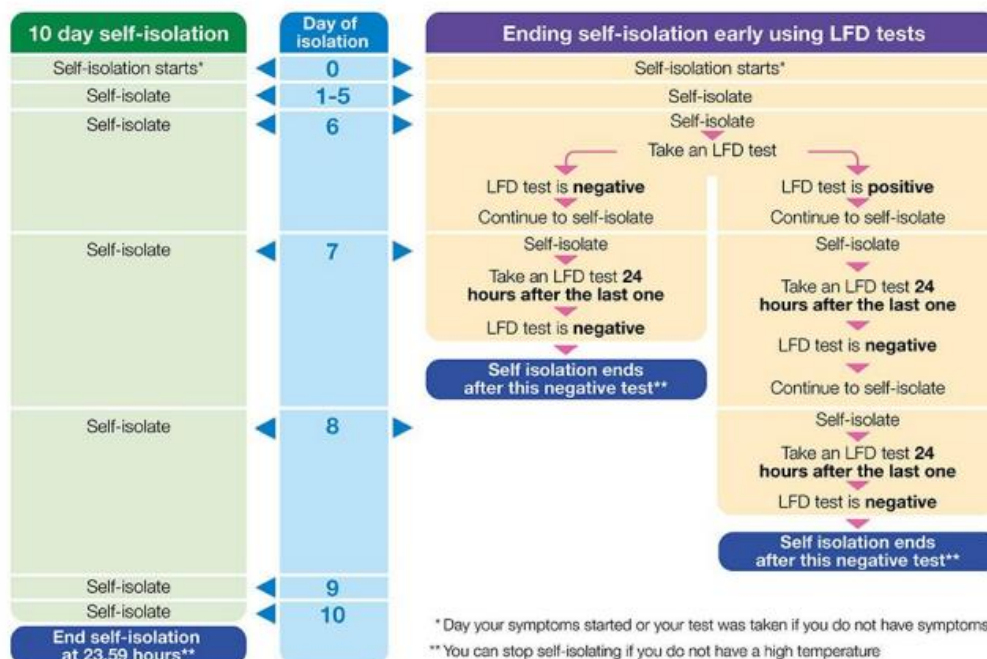 10 day self-isolation
Day of
isolation
Ending self-isolation early using LFD tests
Self-isolation starts*
0
Self-isolation starts*
Self-isolate
1-5
Self-isolate
Self-isolate
6
Self-isolate
Take an LFD test
LFD test is negative
LFD test is positive
Continue to self-isolate
Continue to self-isolate
Self-isolate
7
Self-isolate
Self-isolate
Take an LFD test 24
hours after the last one
Take an LFD test 24
hours after the last one
LFD test is negative
LFD test is negative
Self isolation ends
after this negative test**
Continue to self-isolate
Self-isolate
8
Self-isolate
Take an LFD test 24
hours after the last one
LFD test is negative
Self isolation ends
after this negative test**
Self-isolate
9
Self-isolate
10
End self-isolation
at 23.59 hours**
* Day your symptoms started or your test was taken if you do not have symptoms
** You can stop self-isolating if you do not have a high temperature